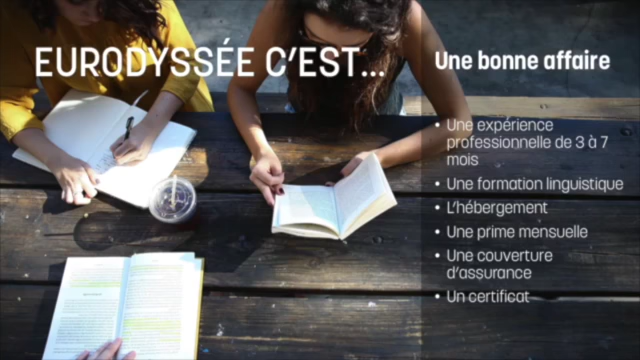 EURODYSSÉE C'EST...
Une bonne affaire
• Une expérience
professionnelle de 3 à 7
mois
• Une formation linguistique
• L'hébergement
• Une prime mensuelle
• Une couverture
d'assurance
• Un certificat